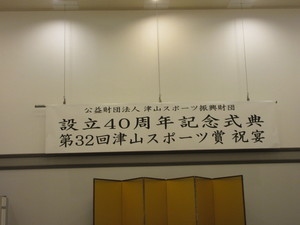 公益財団法人 津山スポーツ振興財団
設立40周年記念式典
第32回津山スポーツ賞 祝宴